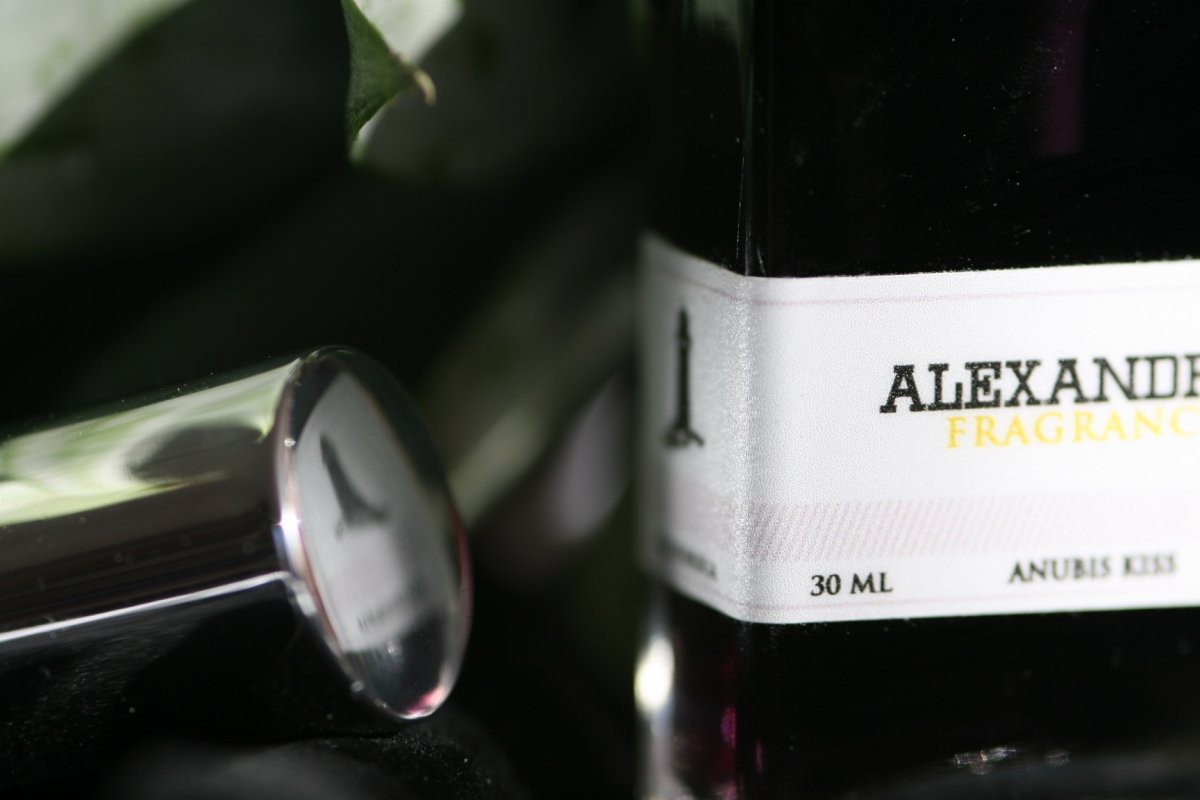 ALEXANDR
FRAGRANC
30 ML
ANUBIS KISS